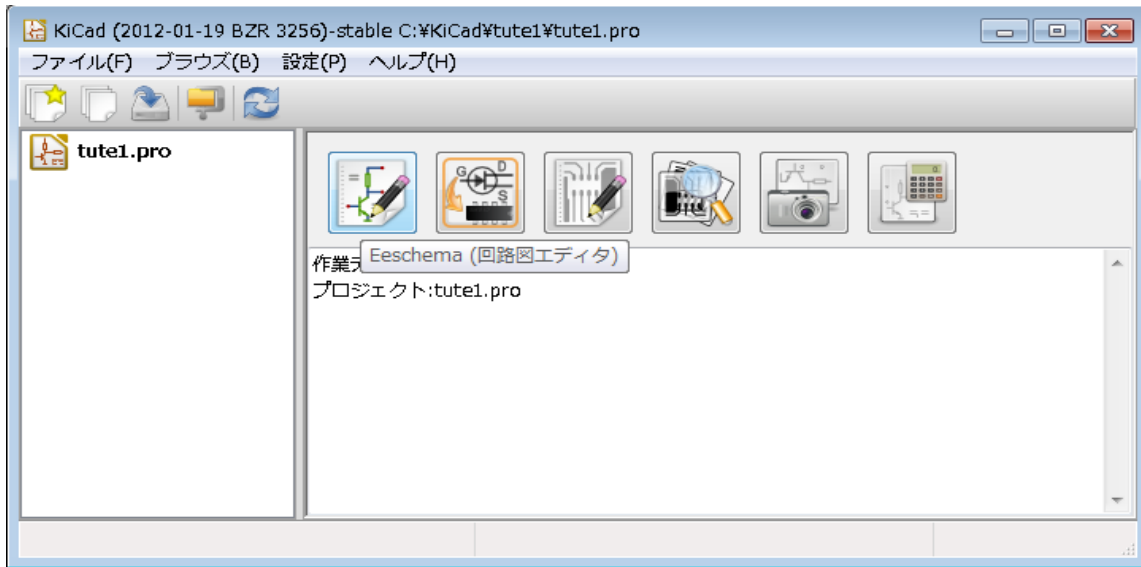 KiCad (2012-01-19 BZR 3256)-stable C:¥KiCad¥tute1¥tute1.pro
ファイル(F) ブラウズ(B) 設定(P) ヘルプ(H)
tute1.pro
G D S
Eeschema (回路図エディタ)
作業
プロジェクト:tute1.pro